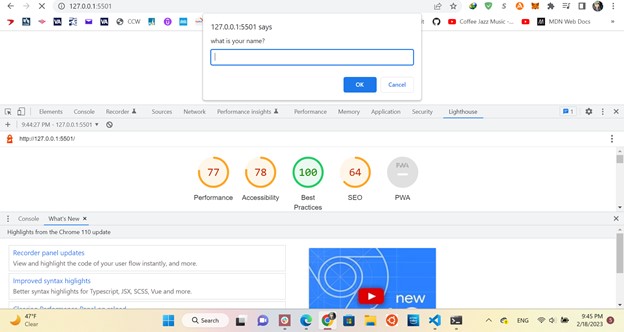 127.0.0.1:5501
CCW
Coffee Jazz Music -...
MDN Web Docs
»
127.0.0.1:5501 says
what is your name?
OK
Cancel
Elements Console Recorder Sources Network Performance insights Performance Memory Application Security Lighthouse 1
+ 9:44:27 PM - 127.0.0.1:5501
http://127.0.0.1:5501/
77 78 100 64 PWA
Performance Accessibility Best Practices SEO PWA
Console What's New ×
Highlights from the Chrome 110 update
Recorder panel updates
View and highlight the code of your user flow instantly, and more.
Improved syntax higlights
Better syntax highlights for Typescript, JSX, SCSS, Vue and more.
new
47°F
Clear
Search
ENG
9:45 PM
2/18/2023